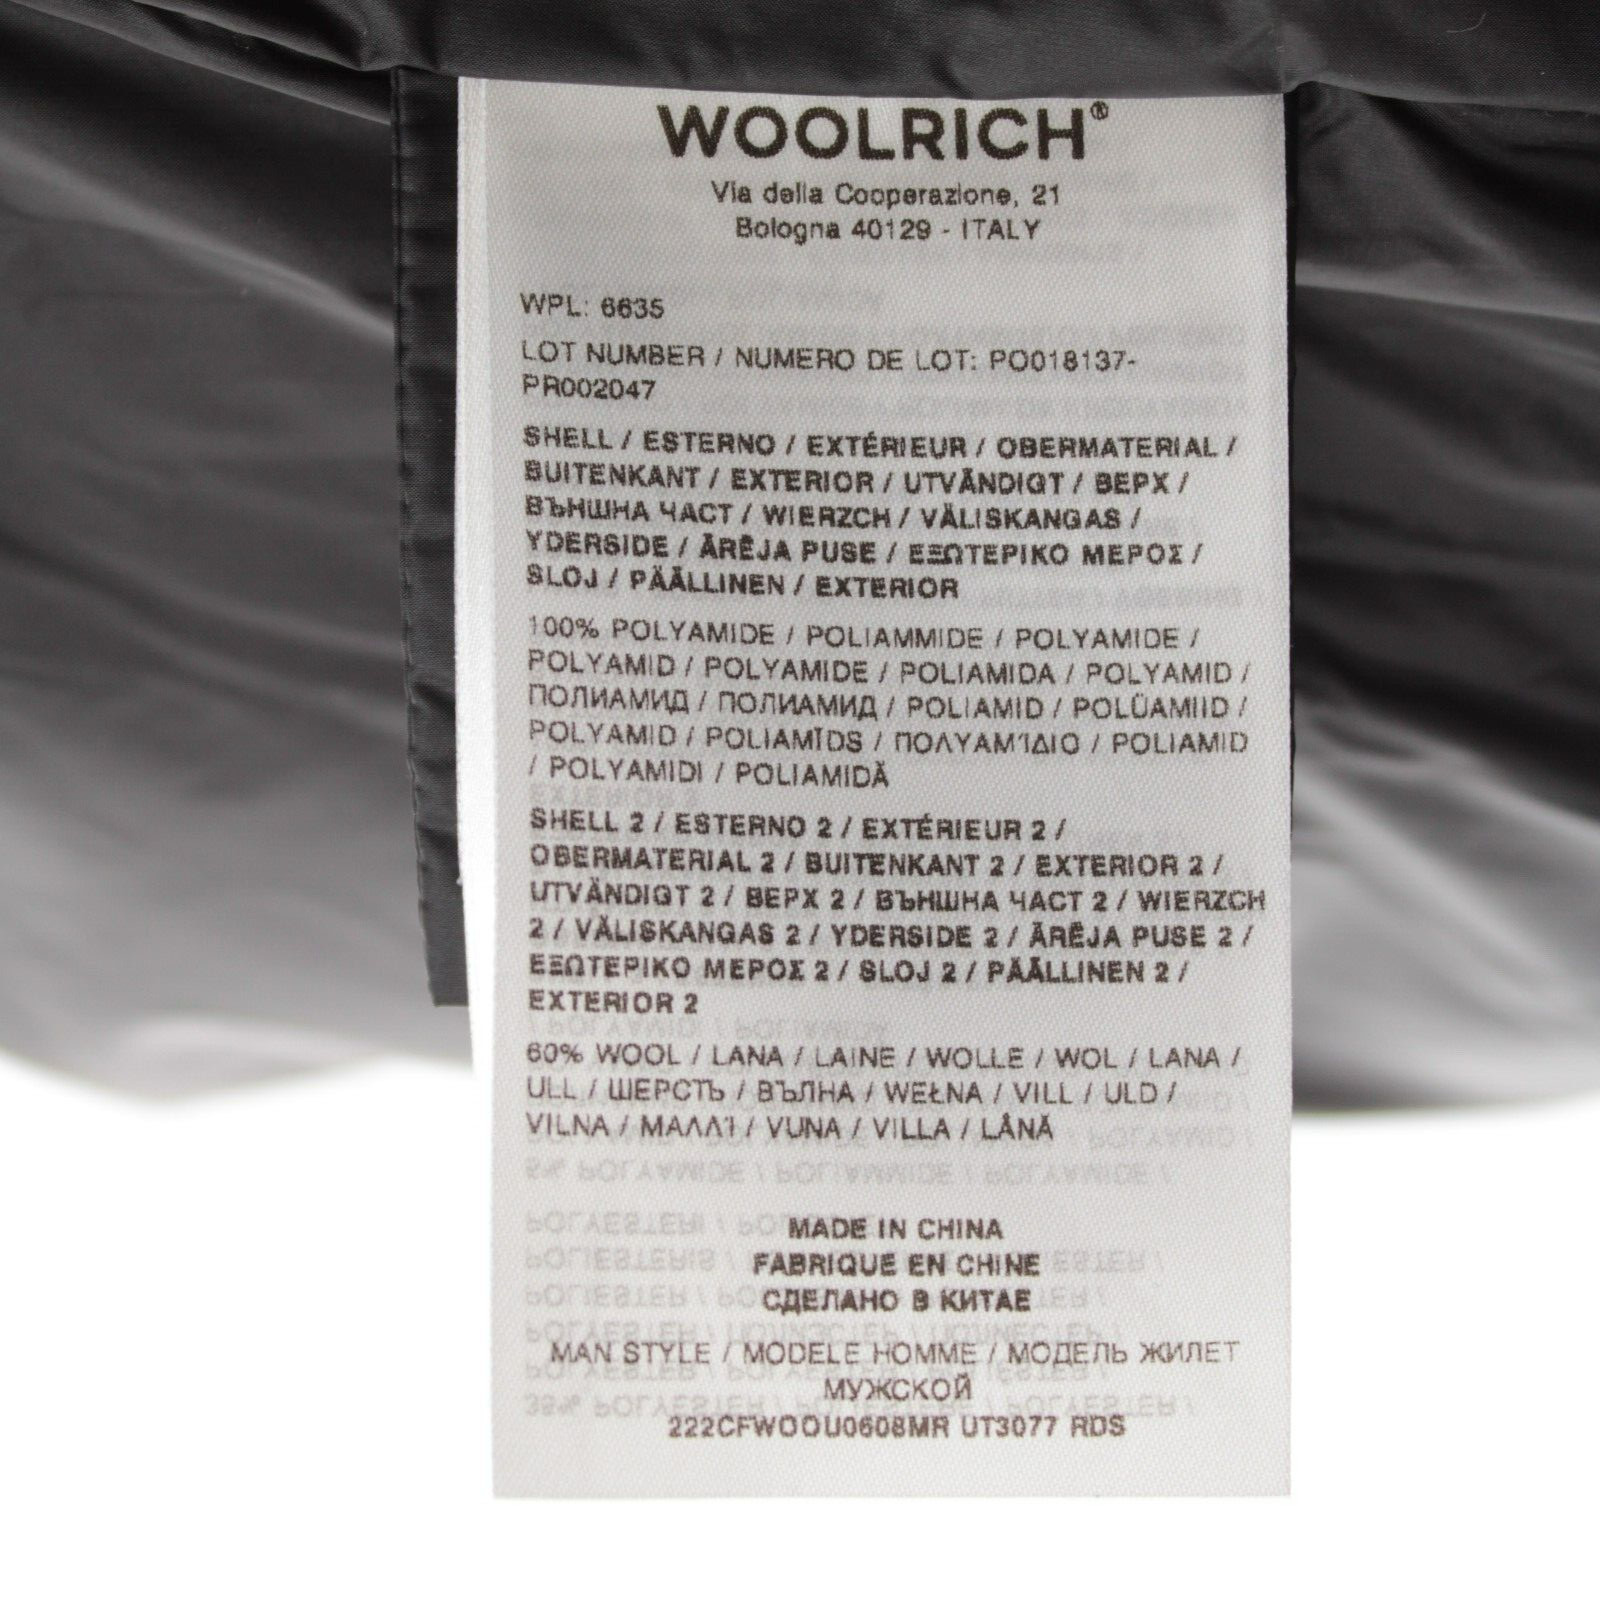 WOOLRICH®
Via della Cooperazione, 21
Bologna 40129 - ITALY
WPL: 6635
LOT NUMBER / NUMERO DE LOT: PO018137-
PR002047
SHELL / ESTERNO / EXTÉRIEUR / OBERMATERIAL /
BUITENKANT / EXTERIOR / UTVÄNDIGT / ВЕРХ /
ВЪНШНА ЧАСТ / WIERZCH / VÄLISKANGAS /
YDERSIDE / ĀRĒJA PUSE / ΕΞΩΤΕΡΙΚΟ ΜΕΡΟΣ /
SLOJ / PÄÄLLINEN / EXTERIOR
100% POLYAMIDE / POLIAMMIDE / POLYAMIDE /
POLYAMID / POLYAMIDE / POLIAMIDA / POLYAMID /
ПОЛИАМИД / ПОЛИАМИД / POLIAMID / POLÜAMIID /
POLYAMID / POLIAMĪDS / ΠΟΛΥΑΜΊΔΙΟ / POLIAMID
/ POLYAMIDI / POLIAMIDĂ
SHELL 2 / ESTERNO 2 / EXTÉRIEUR 2 /
OBERMATERIAL 2 / BUITENKANT 2 / EXTERIOR 2 /
UTVÄNDIGT 2 / ВЕРХ 2 / ВЪНШНА ЧАСТ 2 / WIERZCH
2 / VÄLISKANGAS 2 / YDERSIDE 2 / ĀRĒJA PUSE 2 /
ΕΞΩΤΕΡΙΚΟ ΜΕΡΟΣ 2 / SLOJ 2 / PÄÄLLINEN 2 /
EXTERIOR 2
60% WOOL / LANA / LAINE / WOLLE / WOL / LANA /
ULL / ШЕРСТЬ / ВЪЛНА / WEŁNA / VILL / ULD /
VILNA / ΜΑΛΛΊ / VUNA / VILLA / LÂNĂ
MADE IN CHINA
FABRIQUE EN CHINE
СДЕЛАНО В КИТАЕ
MAN STYLE / MODELE HOMME / МОДЕЛЬ ЖИЛЕТ
МУЖСКОЙ
222CFWOOU0608MR UT3077 RDS